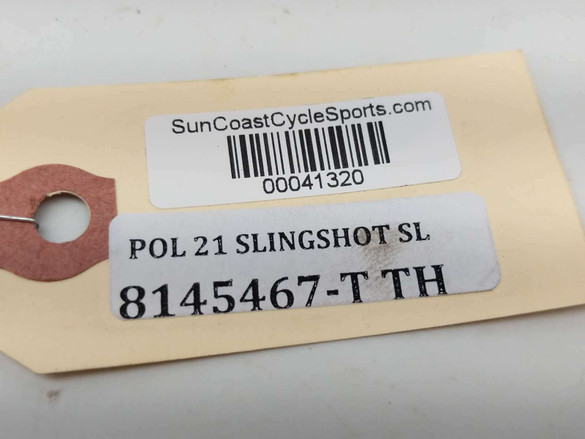 SunCoastCycleSports.com
00041320
POL 21 SLINGSHOT SL
8145467-T TH